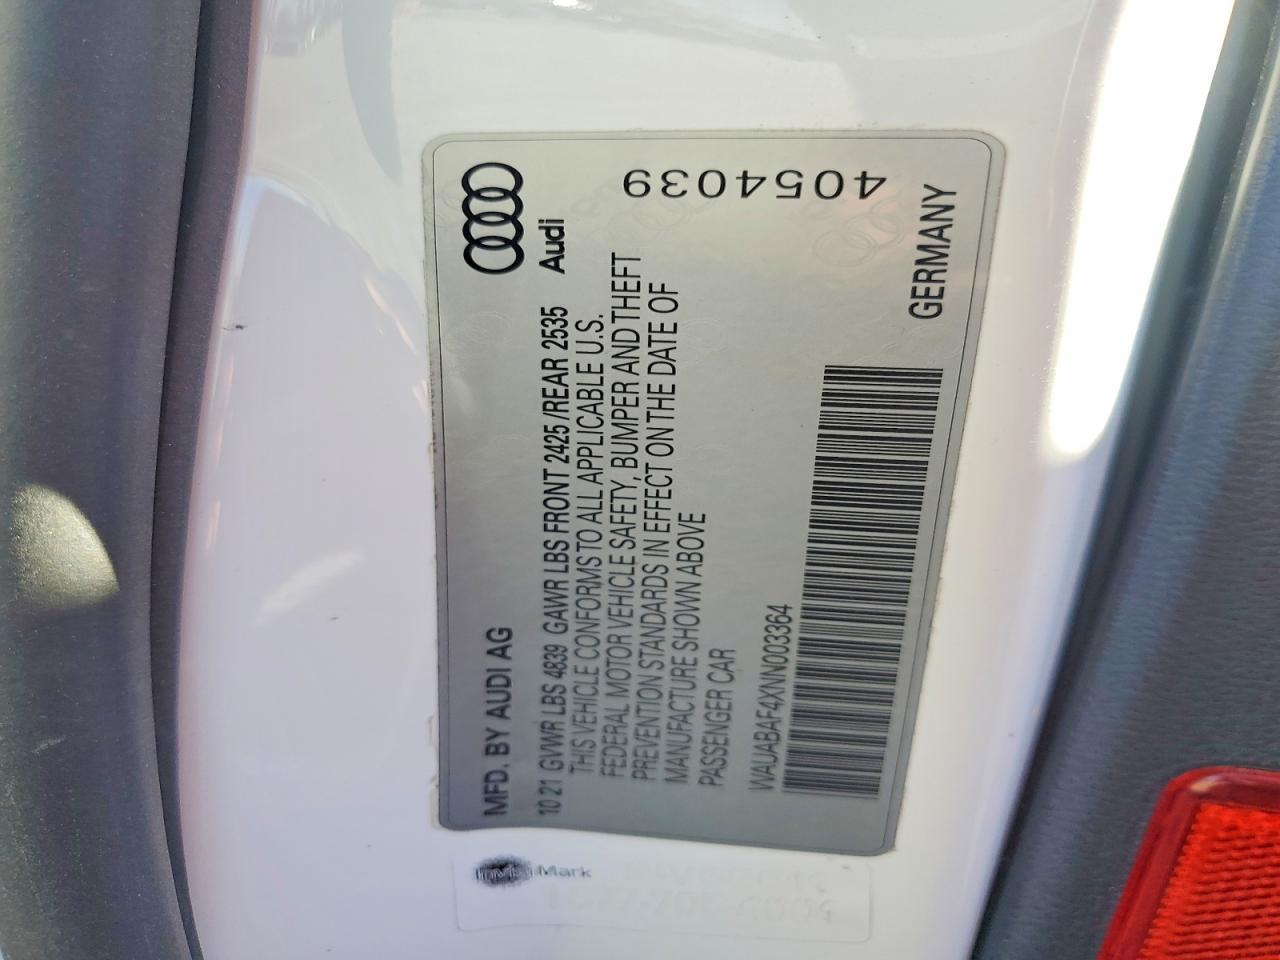 MFD. BY AUDI AG
10 21 GVWR LBS 4839 GAWR LBS FRONT 2425 /REAR 2535
Audi
THIS VEHICLE CONFORMS TO ALL APPLICABLE U.S.
FEDERAL MOTOR VEHICLE SAFETY, BUMPER AND THEFT
PREVENTION STANDARDS IN EFFECT ON THE DATE OF
MANUFACTURE SHOWN ABOVE
PASSENGER CAR
WAUABAF4XNN003364
GERMANY
4054039
Mark